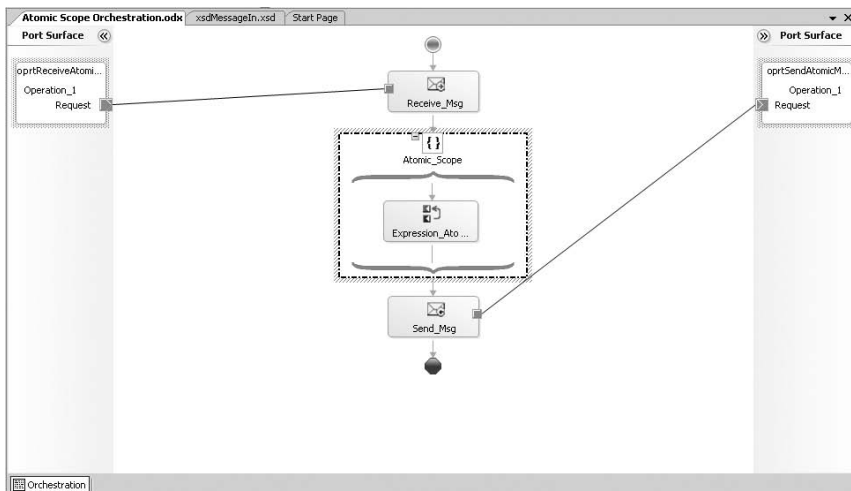 Atomic Scope Orchestration.odx xsdMessageIn.xsd Start Page
Port Surface
Port Surface
oprtReceiveAtomi...
Operation_1
Request
Receive_Msg
{ }
Atomic_Scope
Expression_Ato ...
Send_Msg
oprtSendAtomicM...
Operation_1
Request
Orchestration